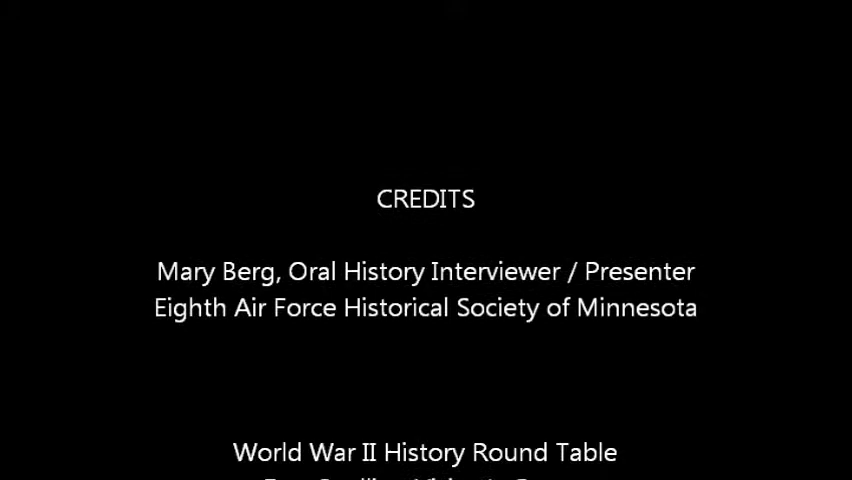 CREDITS
Mary Berg, Oral History Interviewer / Presenter
Eighth Air Force Historical Society of Minnesota
World War II History Round Table